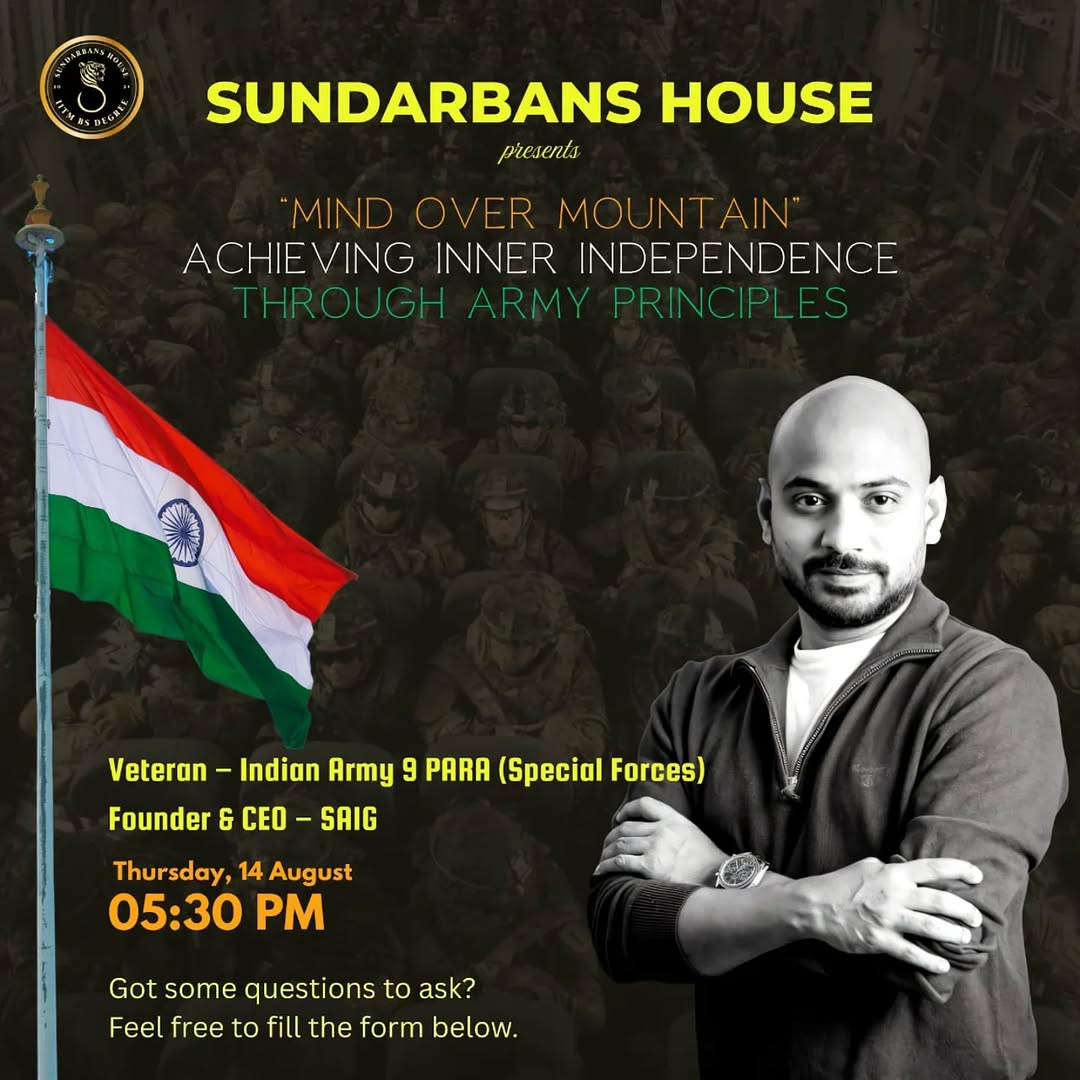 SUNDARBANS HOUSE
IITM BS DEGREE
SUNDARBANS HOUSE
presents
“MIND OVER MOUNTAIN”
ACHIEVING INNER INDEPENDENCE
THROUGH ARMY PRINCIPLES
Veteran – Indian Army 9 PARA (Special Forces)
Founder & CEO – SAIG
Thursday, 14 August
05:30 PM
Got some questions to ask?
Feel free to fill the form below.